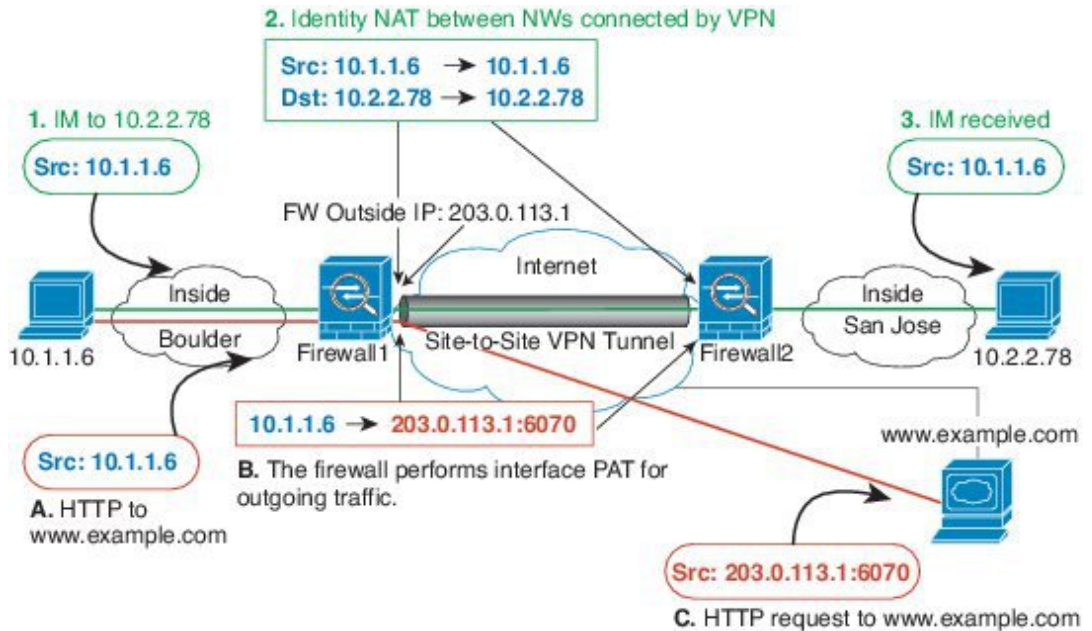 2. Identity NAT between NWs connected by VPN
Src: 10.1.1.6 → 10.1.1.6
Dst: 10.2.2.78 → 10.2.2.78
1. IM to 10.2.2.78
Src: 10.1.1.6
3. IM received
Src: 10.1.1.6
FW Outside IP: 203.0.113.1
Internet
Inside
Boulder
10.1.1.6
Firewall1
Site-to-Site VPN Tunnel
Firewall2
Inside
San Jose
10.2.2.78
10.1.1.6 → 203.0.113.1:6070
B. The firewall performs interface PAT for
outgoing traffic.
Src: 10.1.1.6
A. HTTP to
www.example.com
www.example.com
Src: 203.0.113.1:6070
C. HTTP request to www.example.com